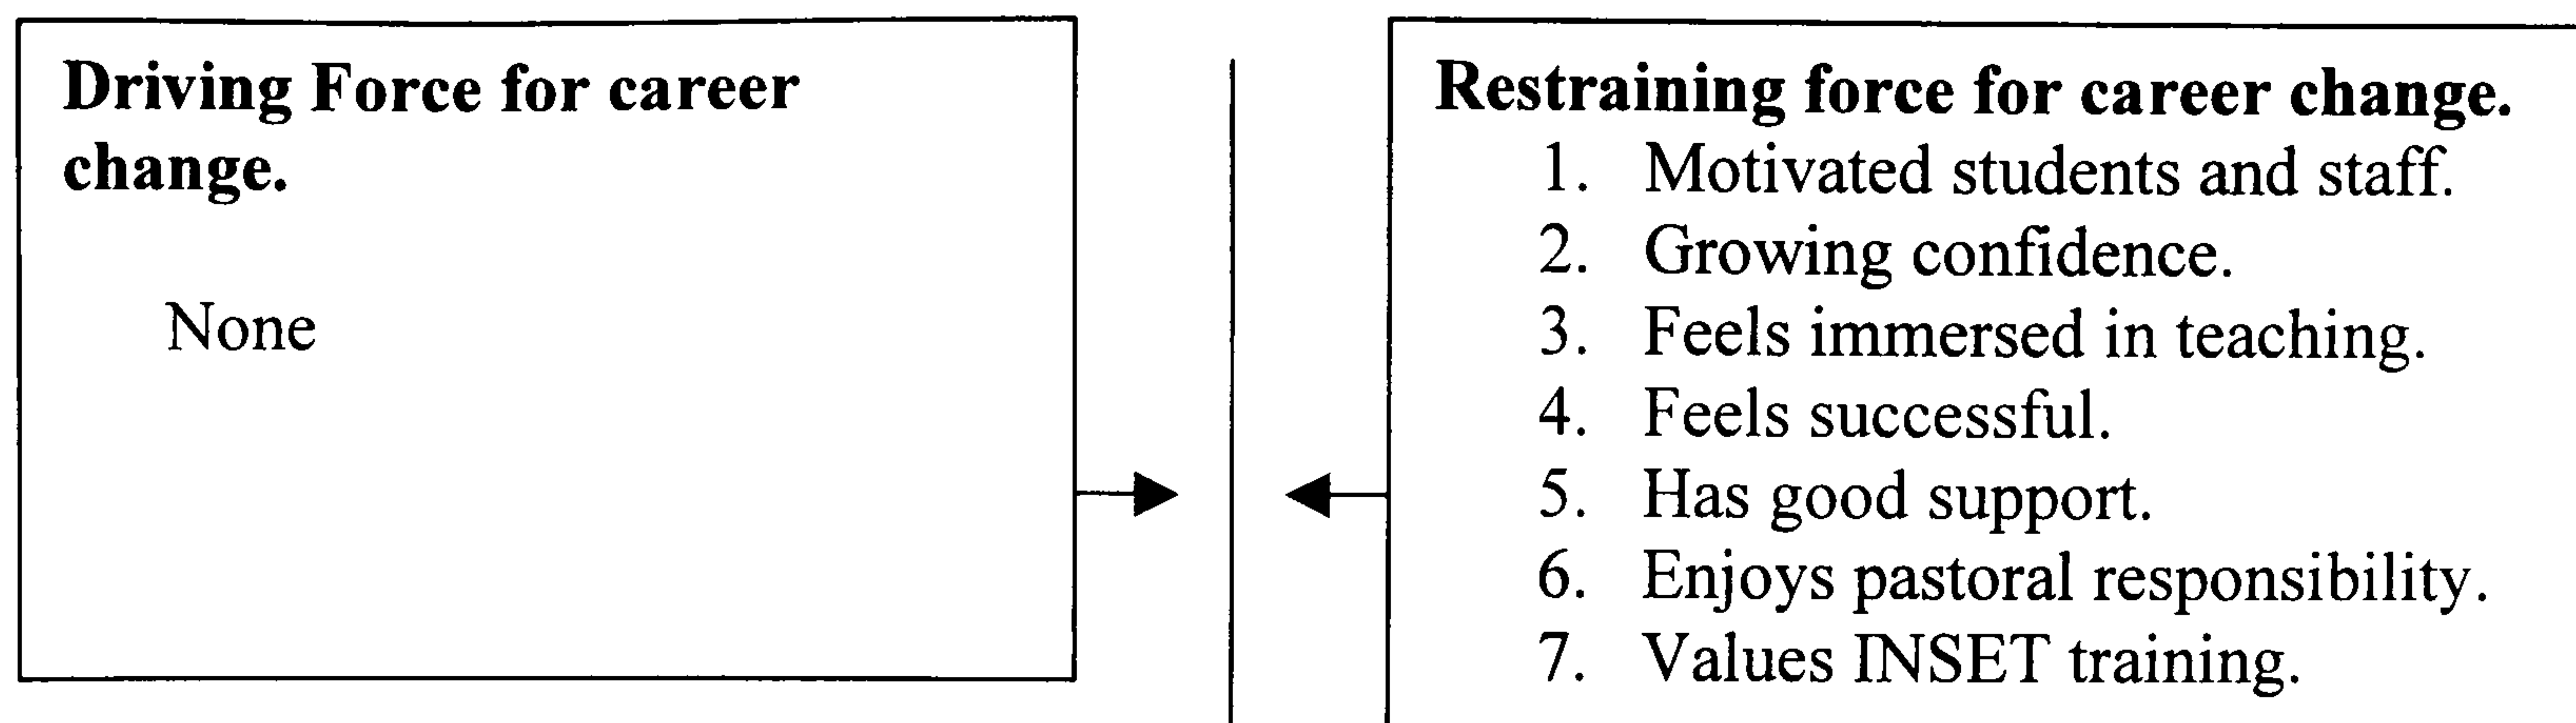 Driving Force for career
change.
None
Restraining force for career change.
1. Motivated students and staff.
2. Growing confidence.
3. Feels immersed in teaching.
4. Feels successful.
5. Has good support.
6. Enjoys pastoral responsibility.
7. Values INSET training.